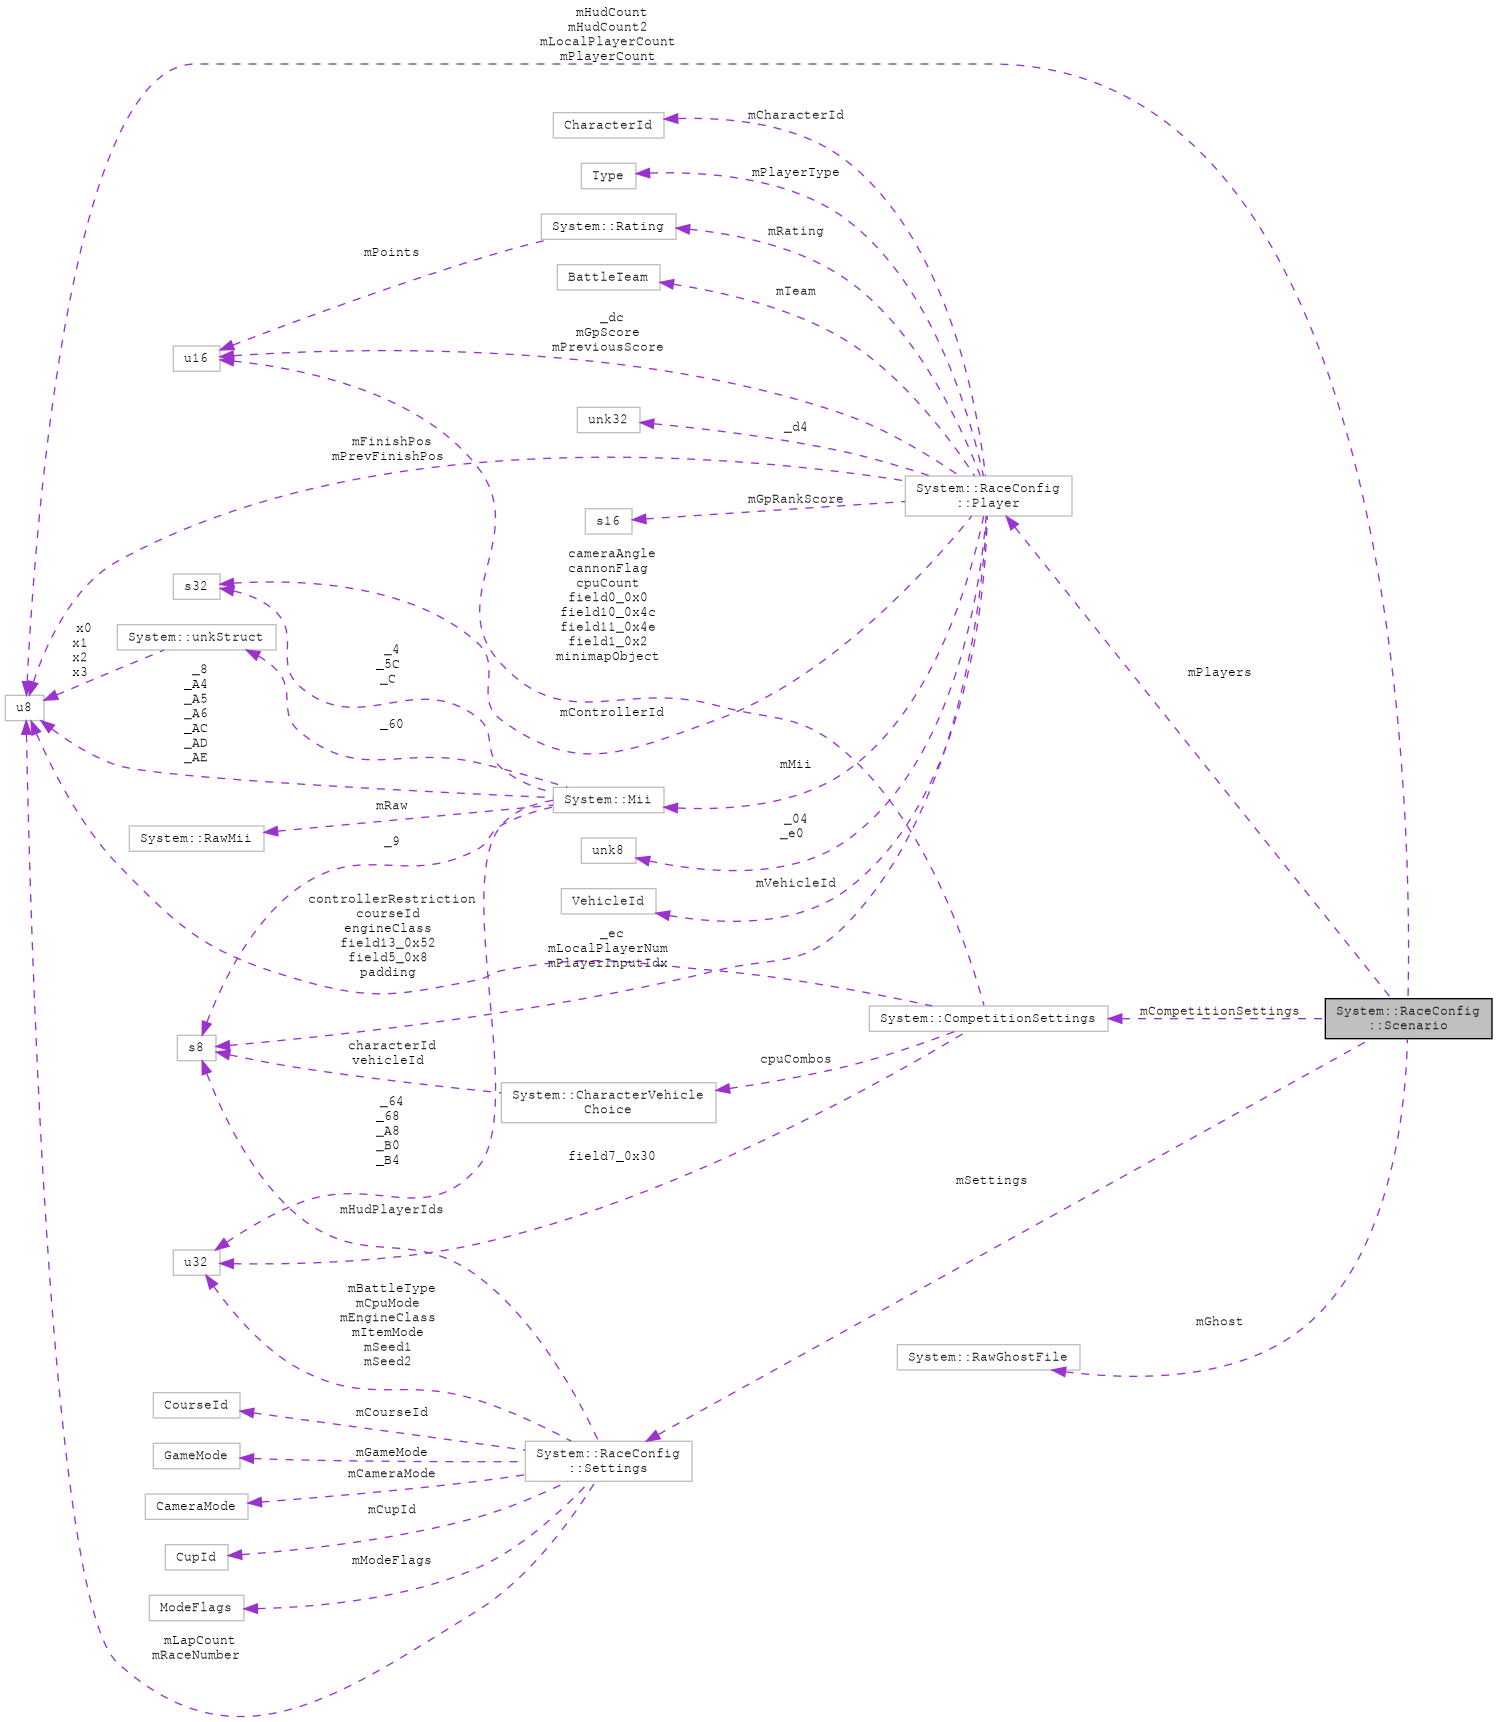 mHudCount
mHudCount2
mLocalPlayerCount
mPlayerCount
CharacterId
mCharacterId
Type
mPlayerType
System::Rating
mRating
mPoints
BattleTeam
mTeam
_dc
mGpScore
mPreviousScore
u16
unk32
_d4
mFinishPos
mPrevFinishPos
System::RaceConfig
::Player
mGpRankScore
s16
cameraAngle
cannonFlag
cpuCount
field0_0x0
field10_0x4c
field11_0x4e
field1_0x2
minimapObject
s32
System::unkStruct
x0
x1
x2
x3
_4
_5C
_C
mPlayers
_8
_A4
_A5
_A6
_AC
_AD
_AE
u8
mControllerId
_60
mMii
System::Mii
mRaw
System::RawMii
_9
_04
_e0
unk8
mVehicleId
VehicleId
controllerRestriction
courseId
engineClass
field13_0x52
field5_0x8
padding
_ec
mLocalPlayerNum
mPlayerInputIdx
System::CompetitionSettings
mCompetitionSettings
System::RaceConfig
::Scenario
s8
characterId
vehicleId
cpuCombos
System::CharacterVehicle
Choice
_64
_68
_A8
_B0
_B4
field7_0x30
mSettings
mHudPlayerIds
u32
mBattleType
mCpuMode
mEngineClass
mItemMode
mSeed1
mSeed2
mGhost
System::RawGhostFile
CourseId
mCourseId
GameMode
mGameMode
System::RaceConfig
::Settings
mCameraMode
CameraMode
mCupId
CupId
mModeFlags
ModeFlags
mLapCount
mRaceNumber